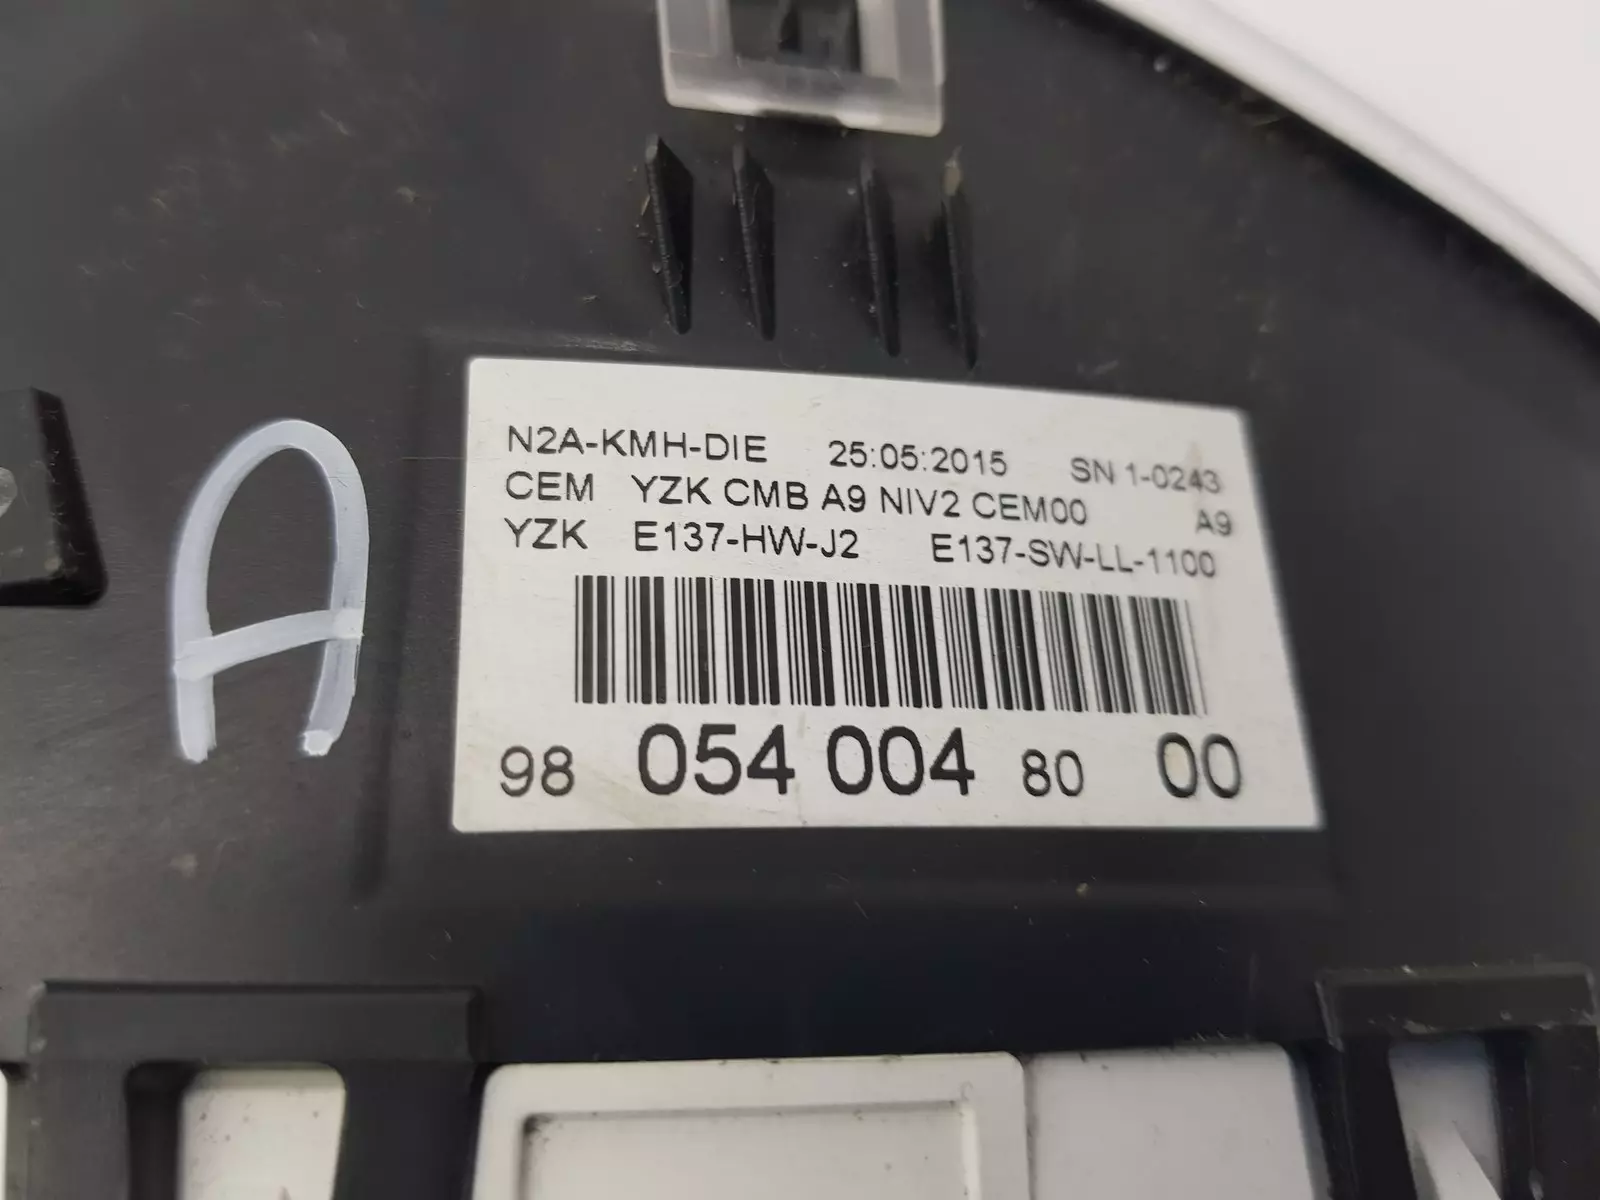 N2A-KMH-DIE 25:05:2015 SN 1-0243
CEM YZK CMB A9 NIV2 CEM00 A9
YZK E137-HW-J2 E137-SW-LL-1100
98 054 004 80 00
A